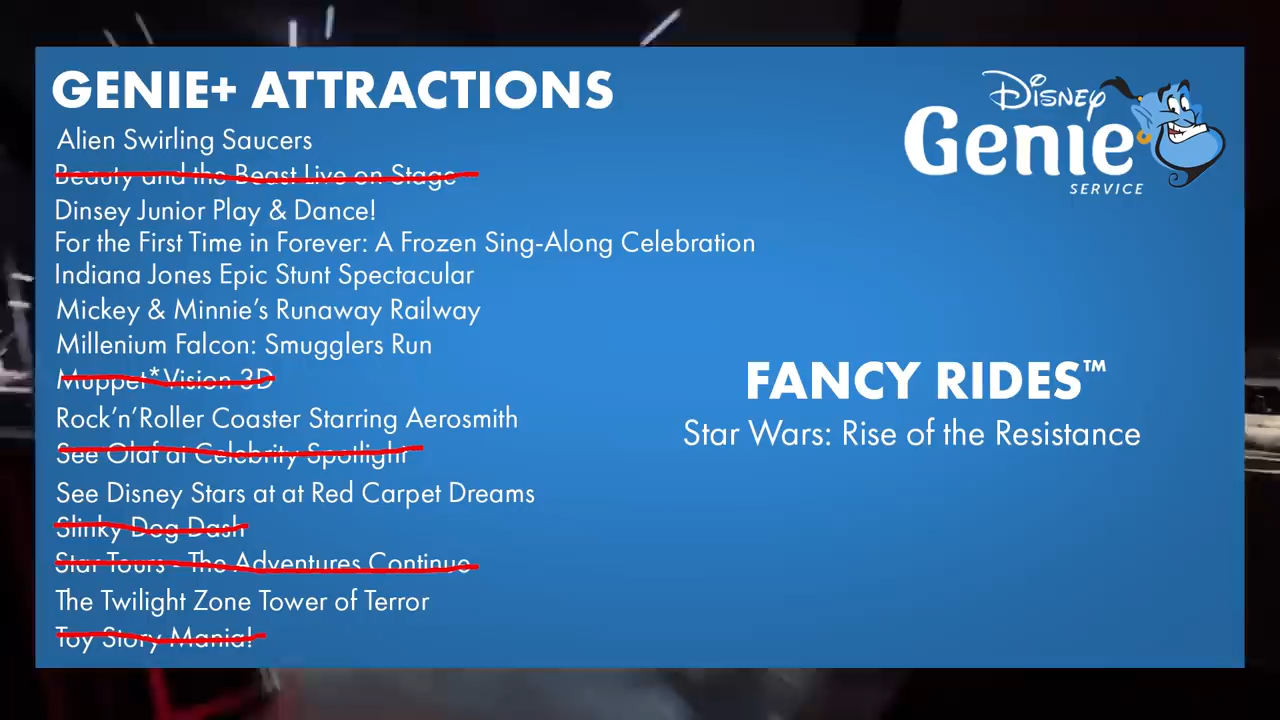 GENIE+ ATTRACTIONS
Alien Swirling Saucers
Beauty and the Beast Live on Stage
Dinsey Junior Play & Dance!
For the First Time in Forever: A Frozen Sing-Along Celebration
Indiana Jones Epic Stunt Spectacular
Mickey & Minnie's Runaway Railway
Millenium Falcon: Smugglers Run
Muppet*Vision 3D
Rock'n'Roller Coaster Starring Aerosmith
See Olaf at Celebrity Spotlight
See Disney Stars at at Red Carpet Dreams
Slinky Dog Dash
Star Tours - The Adventures Continue
The Twilight Zone Tower of Terror
Toy Story Mania!
Disney
Genie
SERVICE
FANCY RIDES™
Star Wars: Rise of the Resistance